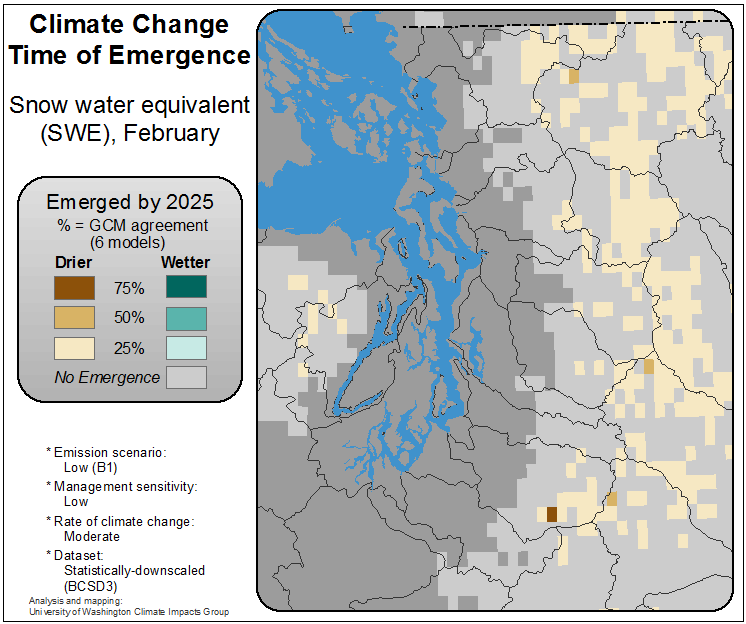 Climate Change
Time of Emergence
Snow water equivalent
(SWE), February
Emerged by 2025
% = GCM agreement
(6 models)
Drier Wetter
75%
50%
25%
No Emergence
* Emission scenario:
Low (B1)
* Management sensitivity:
Low
* Rate of climate change:
Moderate
* Dataset:
Statistically-downscaled
(BCSD3)
Analysis and mapping:
University of Washington Climate Impacts Group